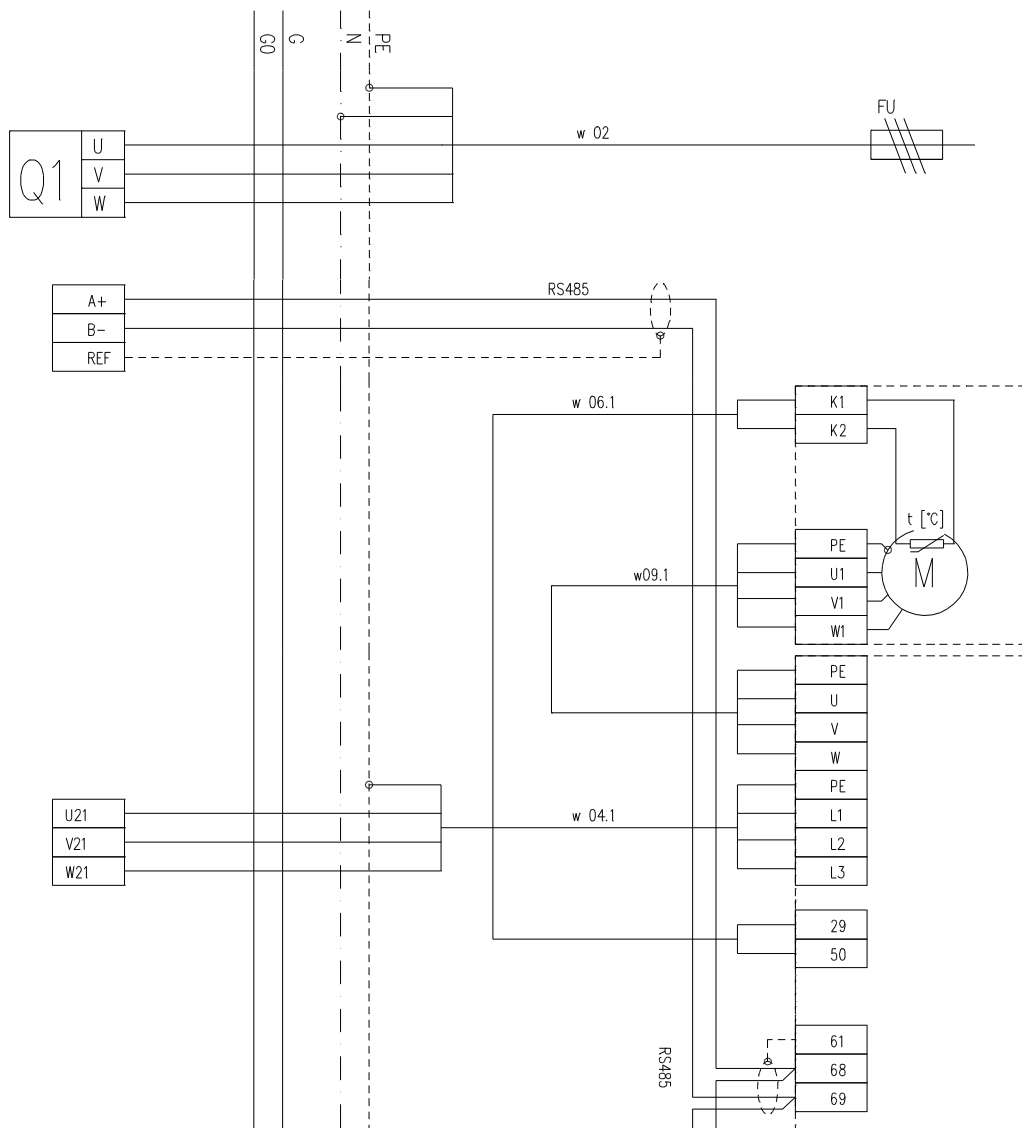 G0
G
N
PE
FU
w 02
Q1
U
V
W
RS485
A+
B-
REF
w 06.1
K1
K2
t [°C]
M
PE
U1
V1
W1
w09.1
PE
U
V
W
PE
L1
L2
L3
w 04.1
U21
V21
W21
29
50
RS485
61
68
69